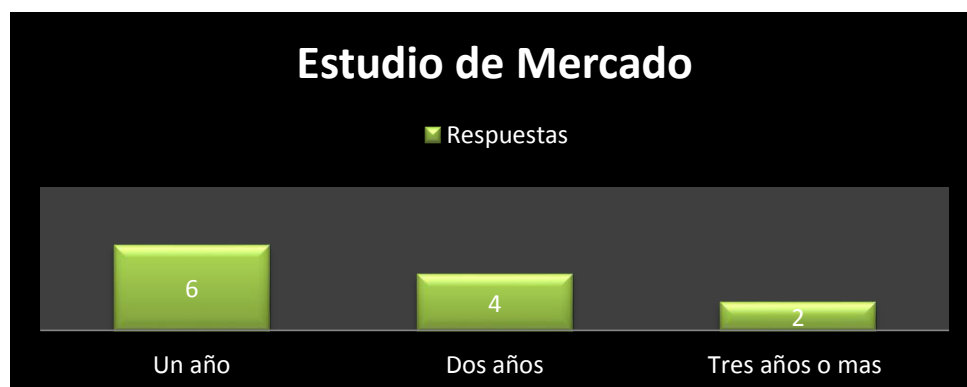 Estudio de Mercado
Respuestas
6
4
2
Un año
Dos años
Tres años o mas